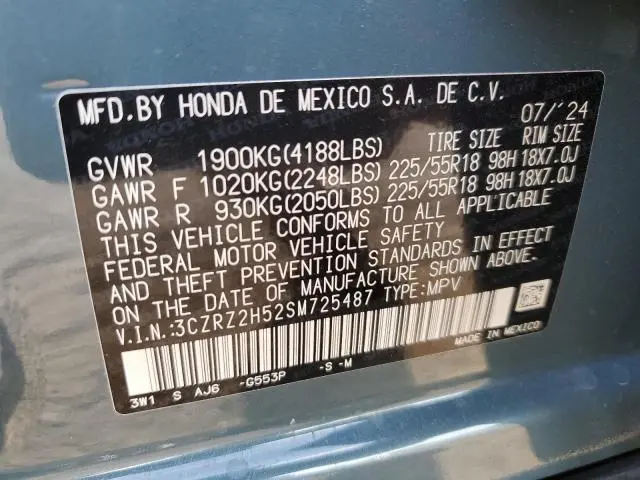 MFD.BY HONDA DE MEXICO S.A. DE C.V. 07/'24
TIRE SIZE RIM SIZE
GVWR 1900KG(4188LBS)
GAWR F 1020KG(2248LBS) 225/55R18 98H 18X7.0J
GAWR R 930KG(2050LBS) 225/55R18 98H 18X7.0J
THIS VEHICLE CONFORMS TO ALL APPLICABLE
FEDERAL MOTOR VEHICLE SAFETY
AND THEFT PREVENTION STANDARDS IN EFFECT
ON THE DATE OF MANUFACTURE SHOWN ABOVE.
V.I.N.:3CZRZ2H52SM725487 TYPE:MPV
MADE IN MEXICO
3W1 S AJ6 -G553P -S -M